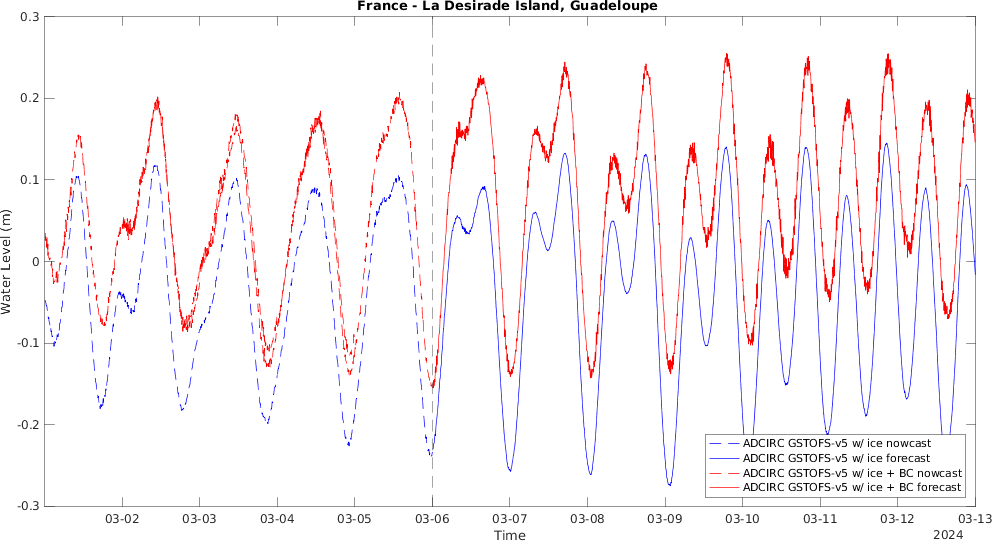 France - La Desirade Island, Guadeloupe
0.3
0.2
0.1
0
-0.1
-0.2
-0.3
Water Level (m)
ADCIRC GSTOFS-v5 w/ ice nowcast
ADCIRC GSTOFS-v5 w/ ice forecast
ADCIRC GSTOFS-v5 w/ ice + BC nowcast
ADCIRC GSTOFS-v5 w/ ice + BC forecast
03-02 03-03 03-04 03-05 03-06 03-07 03-08 03-09 03-10 03-11 03-12 03-13
Time
2024